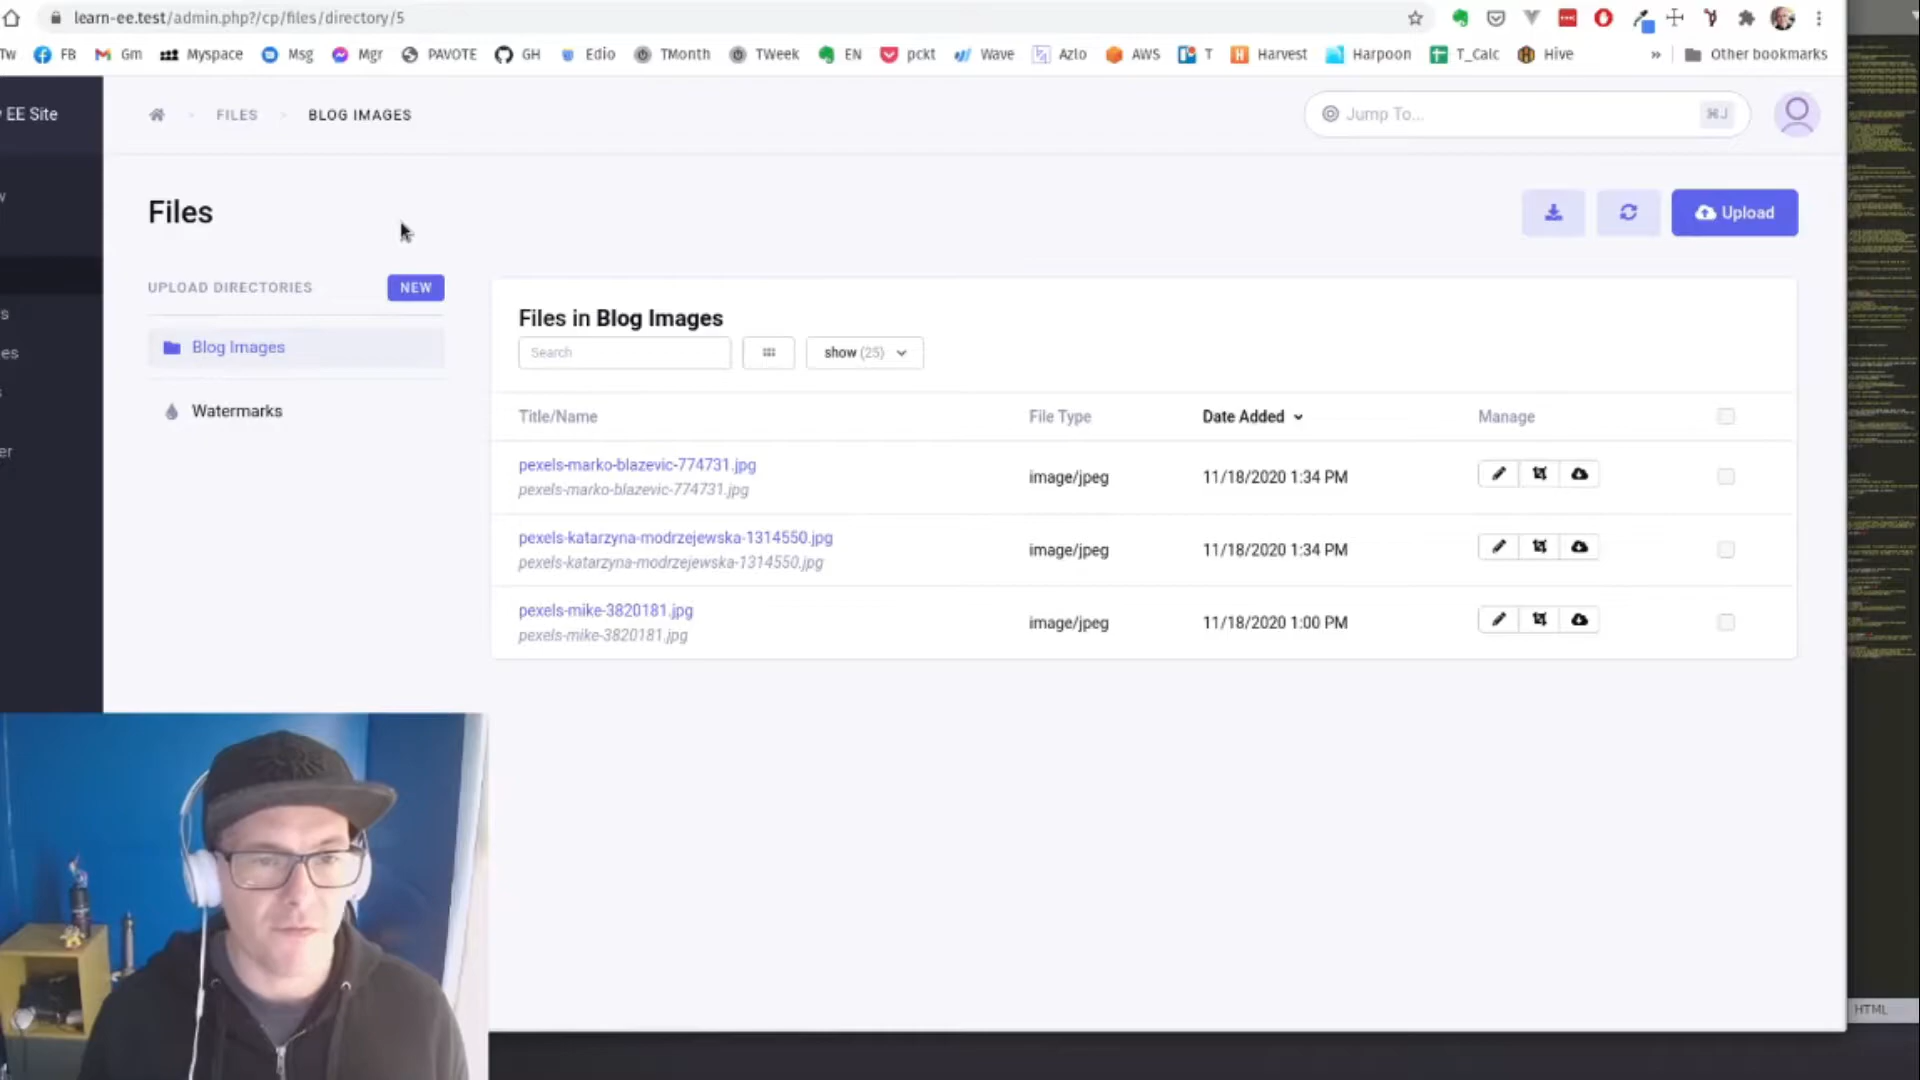 learn-ee.test/admin.php?/cp/files/directory/5
Tw FB Gm Myspace Msg Mgr PAVOTE GH Edio TMonth TWeek EN pckt Wave Azlo AWS T Harvest Harpoon T_Calc Hive » Other bookmarks
EE Site
FILES BLOG IMAGES
Jump To... ⌘J
Files
Upload
UPLOAD DIRECTORIES NEW
Blog Images
Watermarks
Files in Blog Images
Search show (25)
Title/Name File Type Date Added Manage
pexels-marko-blazevic-774731.jpg
pexels-marko-blazevic-774731.jpg
image/jpeg 11/18/2020 1:34 PM
pexels-katarzyna-modrzejewska-1314550.jpg
pexels-katarzyna-modrzejewska-1314550.jpg
image/jpeg 11/18/2020 1:34 PM
pexels-mike-3820181.jpg
pexels-mike-3820181.jpg
image/jpeg 11/18/2020 1:00 PM
HTML